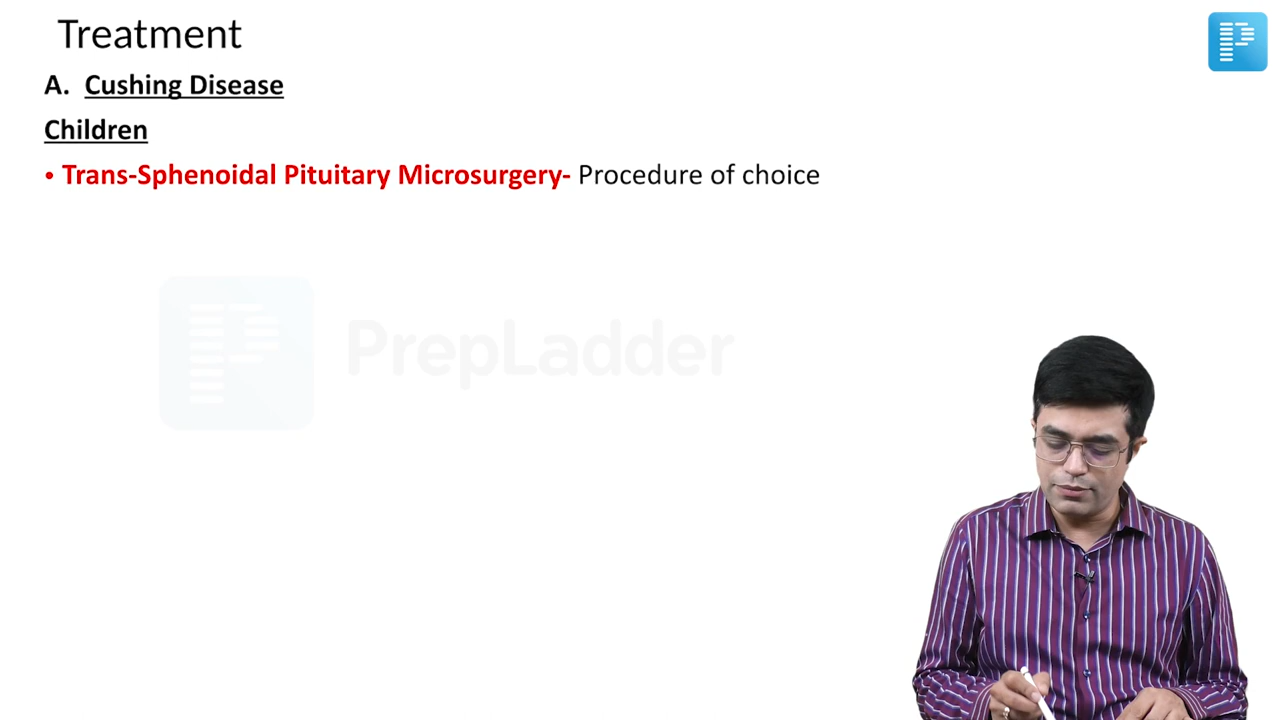 Treatment
A. Cushing Disease
Children
• Trans-Sphenoidal Pituitary Microsurgery- Procedure of choice
PrepLadder